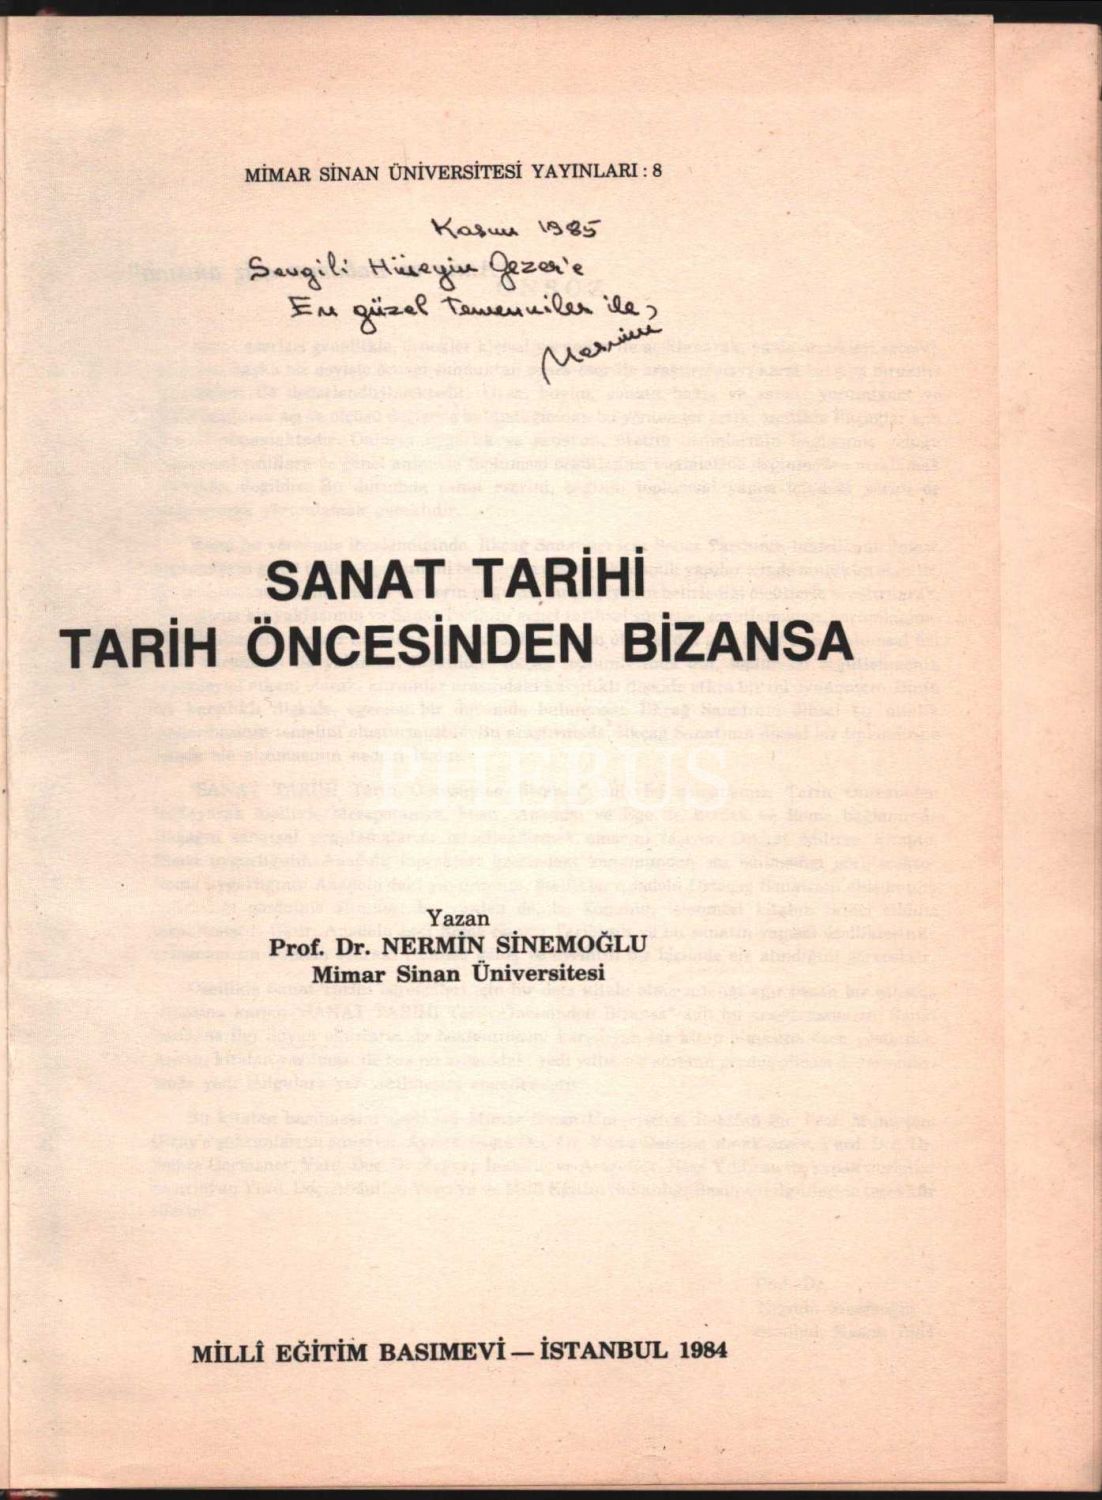 MİMAR SİNAN ÜNİVERSİTESİ YAYINLARI : 8
Kasım 1985
Sevgili Hüseyin Gezer'e
En güzel temenniler ile,
Nermin
SANAT TARİHİ
TARİH ÖNCESİNDEN BİZANSA
PHEBUS
Yazan
Prof. Dr. NERMİN SİNEMOĞLU
Mimar Sinan Üniversitesi
MİLLÎ EĞİTİM BASIMEVİ — İSTANBUL 1984